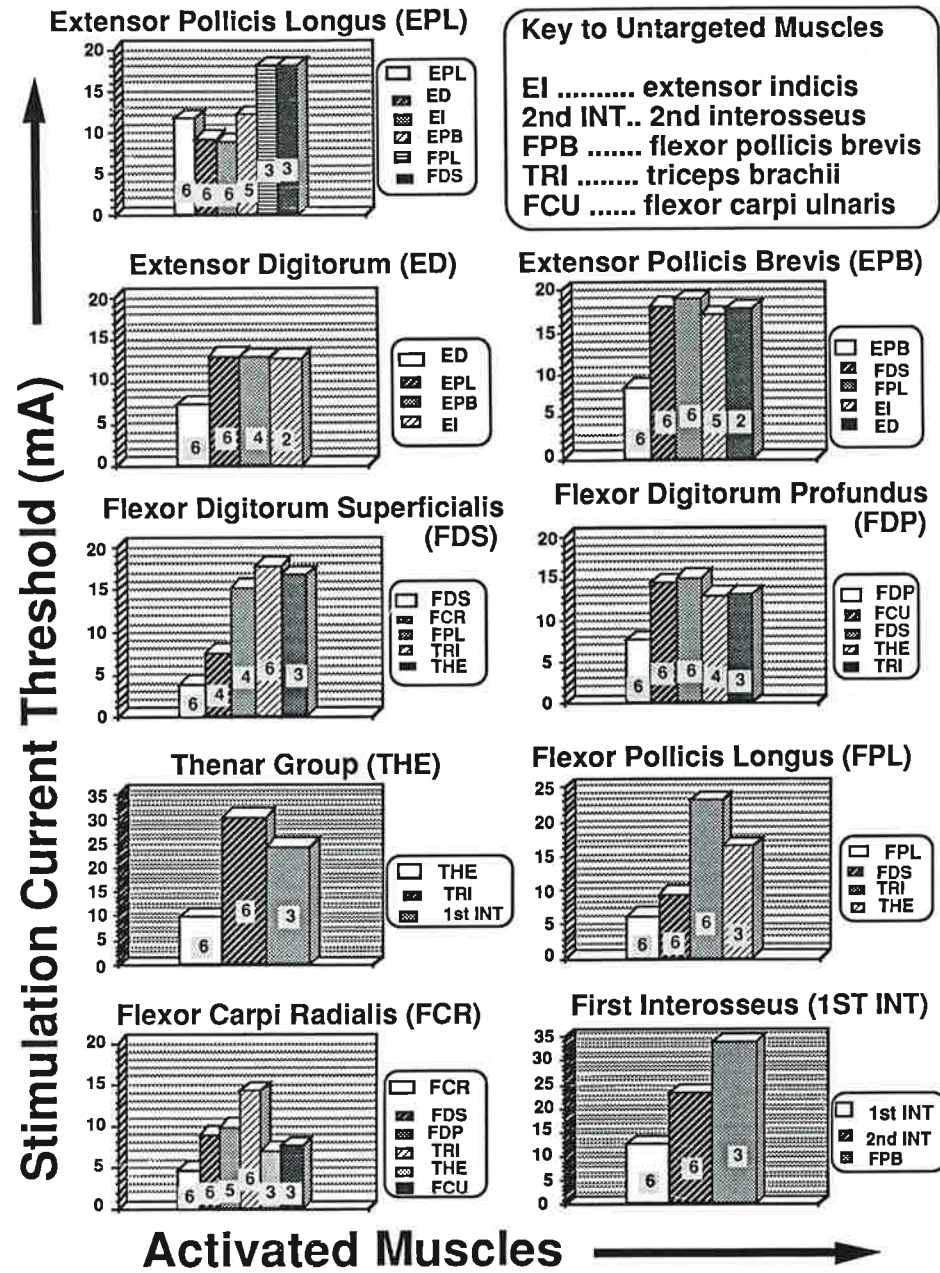 Extensor Pollicis Longus (EPL)
20
15
10
5
0
6 6 6 5 3 3
EPL
ED
EI
EPB
FPL
FDS
Key to Untargeted Muscles
EI .......... extensor indicis
2nd INT.. 2nd interosseus
FPB ....... flexor pollicis brevis
TRI ........ triceps brachii
FCU ...... flexor carpi ulnaris
Extensor Digitorum (ED)
20
15
10
5
0
6 6 4 2
ED
EPL
EPB
EI
Extensor Pollicis Brevis (EPB)
20
15
10
5
0
6 6 6 5 2
EPB
FDS
FPL
EI
ED
Flexor Digitorum Superficialis
(FDS)
20
15
10
5
0
6 4 4 6 3
FDS
FCR
FPL
TRI
THE
Flexor Digitorum Profundus
(FDP)
20
15
10
5
0
6 6 6 4 3
FDP
FCU
FDS
THE
TRI
Thenar Group (THE)
35
30
25
20
15
10
5
0
6 6 3
THE
TRI
1st INT
Flexor Pollicis Longus (FPL)
25
20
15
10
5
0
6 6 6 3
FPL
FDS
TRI
THE
Flexor Carpi Radialis (FCR)
20
15
10
5
0
6 6 5 6 3 3
FCR
FDS
FDP
TRI
THE
FCU
First Interosseus (1ST INT)
35
30
25
20
15
10
5
0
6 6 3
1st INT
2nd INT
FPB
Stimulation Current Threshold (mA)
Activated Muscles